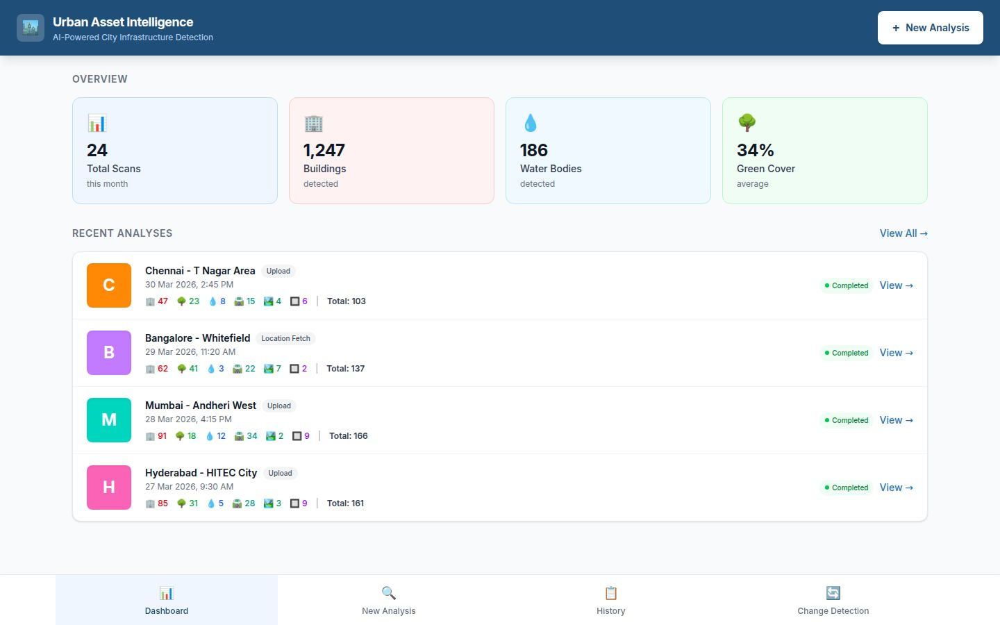 Urban Asset Intelligence
AI-Powered City Infrastructure Detection
+ New Analysis
OVERVIEW
24
Total Scans
this month
1,247
Buildings
detected
186
Water Bodies
detected
34%
Green Cover
average
RECENT ANALYSES
View All →
C
Chennai - T Nagar Area Upload
30 Mar 2026, 2:45 PM
47 23 8 15 4 6 | Total: 103
Completed View →
B
Bangalore - Whitefield Location Fetch
29 Mar 2026, 11:20 AM
62 41 3 22 7 2 | Total: 137
Completed View →
M
Mumbai - Andheri West Upload
28 Mar 2026, 4:15 PM
91 18 12 34 2 9 | Total: 166
Completed View →
H
Hyderabad - HITEC City Upload
27 Mar 2026, 9:30 AM
85 31 5 28 3 9 | Total: 161
Completed View →
Dashboard
New Analysis
History
Change Detection